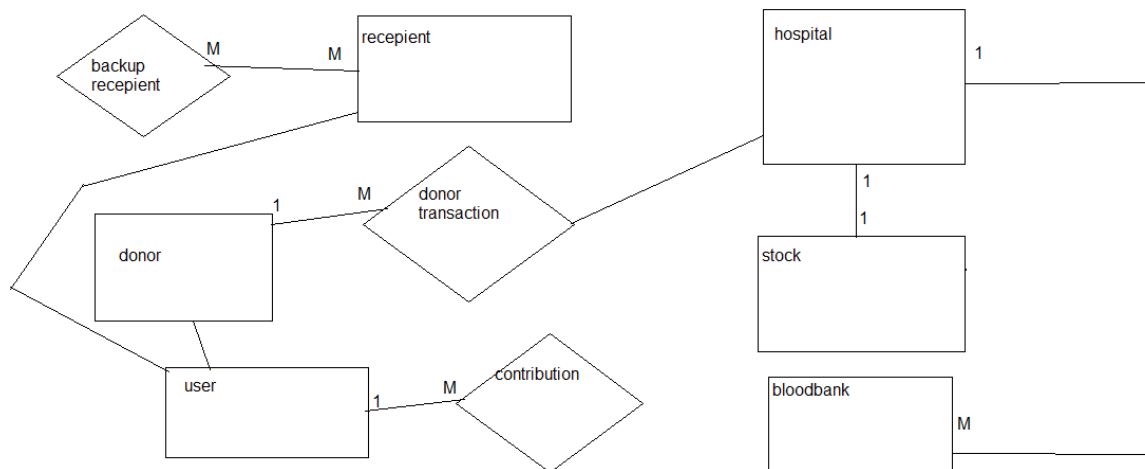 recepient
hospital
M
M
1
backup
recepient
1
M
donor
transaction
1
1
donor
stock
user
1
M
contribution
bloodbank
M